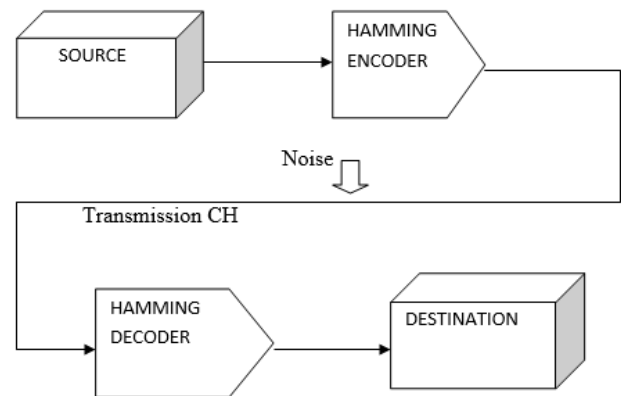 SOURCE
HAMMING
ENCODER
Noise
Transmission CH
HAMMING
DECODER
DESTINATION